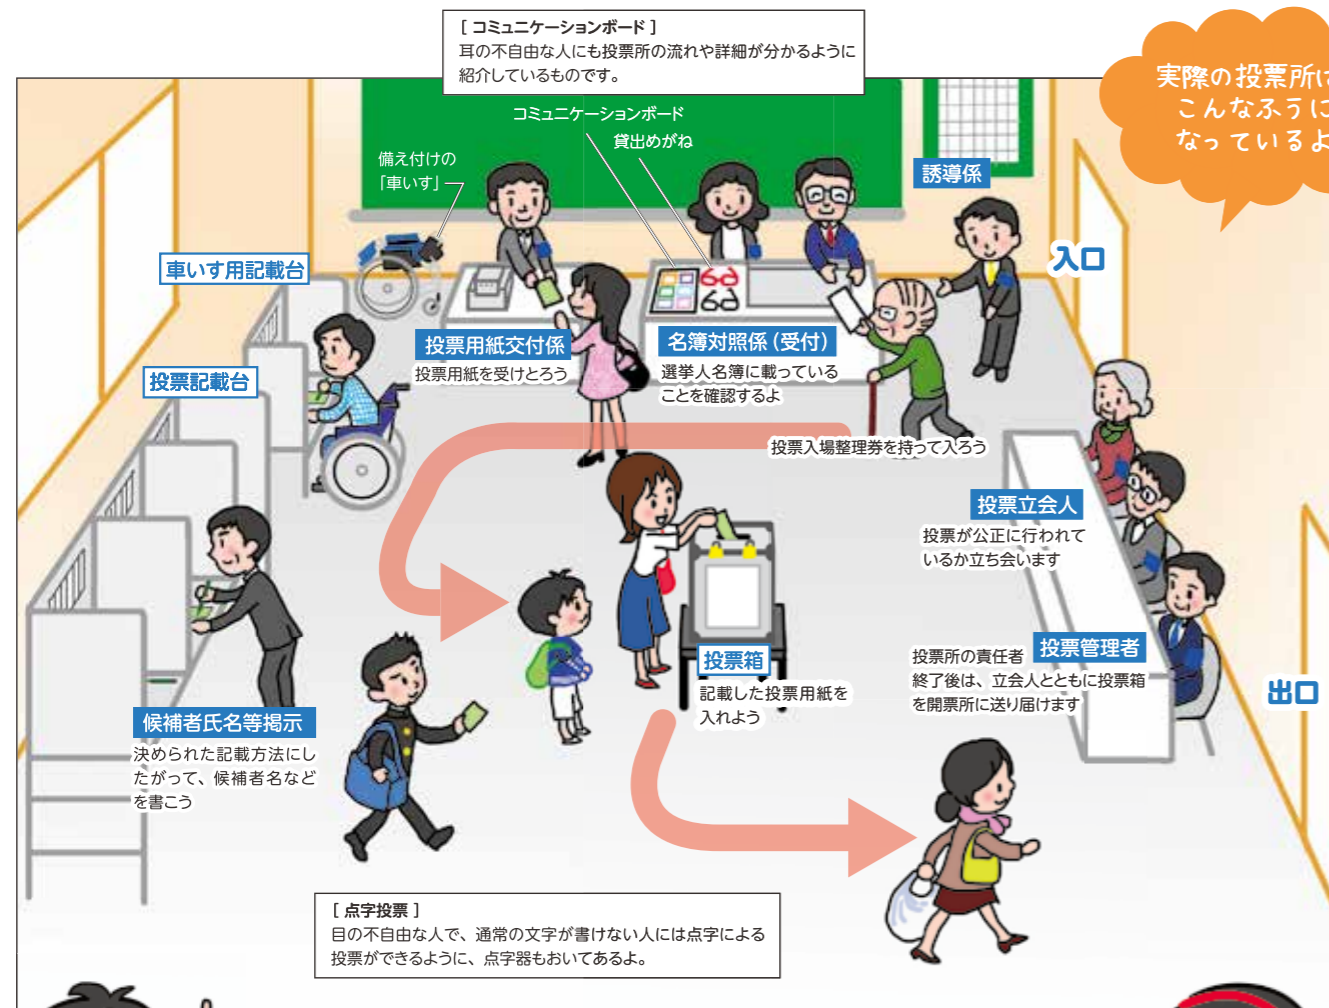 [ コミュニケーションボード ]
耳の不自由な人にも投票所の流れや詳細が分かるように
紹介しているものです。
実際の投票所は
こんなふうに
なっているよ
コミュニケーションボード
貸出めがね
備え付けの
「車いす」
誘導係
入口
車いす用記載台
投票用紙交付係
投票用紙を受けとろう
名簿対照係（受付）
選挙人名簿に載っている
ことを確認するよ
投票記載台
投票入場整理券を持って入ろう
投票立会人
投票が公正に行われて
いるか立ち会います
投票管理者
投票所の責任者
終了後は、立会人とともに投票箱
を開票所に送り届けます
出口
投票箱
記載した投票用紙を
入れよう
候補者氏名等掲示
決められた記載方法にし
たがって、候補者名など
を書こう
[ 点字投票 ]
目の不自由な人で、通常の文字が書けない人には点字による
投票ができるように、点字器もおいてあるよ。